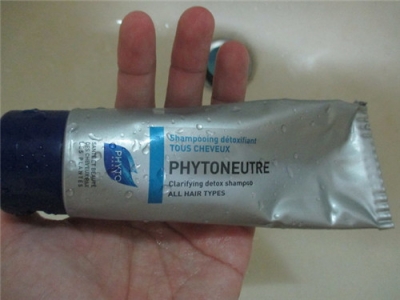 Shampooing détoxifiant
TOUS CHEVEUX
PHYTONEUTRE
Clarifying detox shampoo
ALL HAIR TYPES
PHYTO